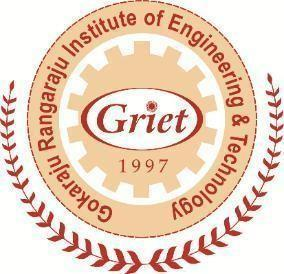 Gokaraju Rangaraju Institute of Engineering & Technology
Griet
1997